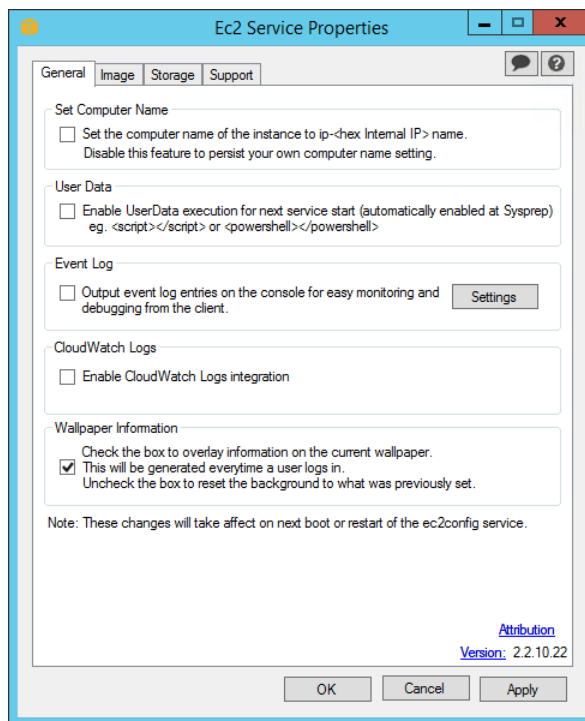 Ec2 Service Properties
General Image Storage Support
Set Computer Name
Set the computer name of the instance to ip-<hex Internal IP> name.
Disable this feature to persist your own computer name setting.
User Data
Enable UserData execution for next service start (automatically enabled at Sysprep)
eg. <script></script> or <powershell></powershell>
Event Log
Output event log entries on the console for easy monitoring and
debugging from the client.
Settings
CloudWatch Logs
Enable CloudWatch Logs integration
Wallpaper Information
Check the box to overlay information on the current wallpaper.
This will be generated everytime a user logs in.
Uncheck the box to reset the background to what was previously set.
Note: These changes will take affect on next boot or restart of the ec2config service.
Attribution
Version: 2.2.10.22
OK Cancel Apply